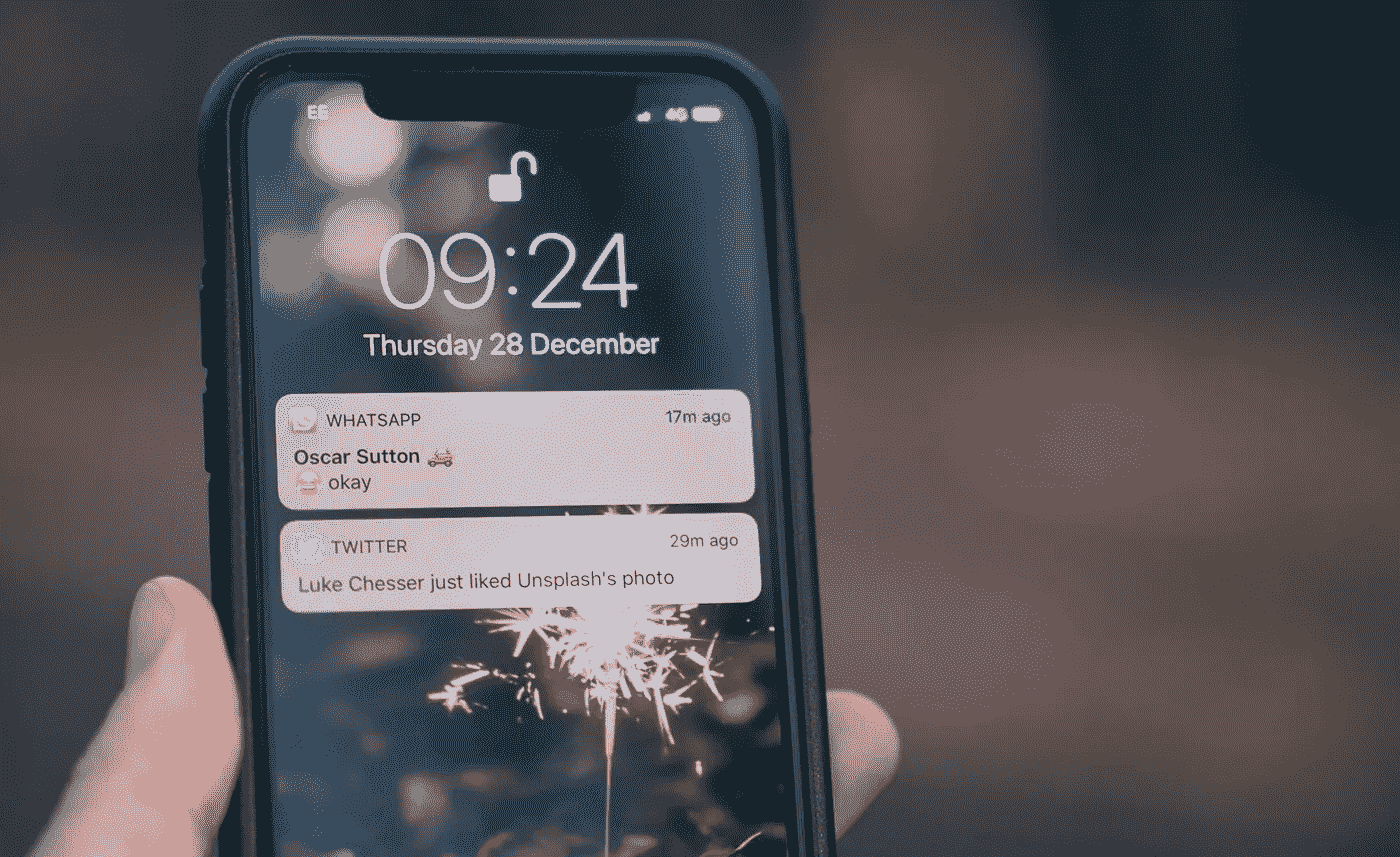 EE 4G
09:24
Thursday 28 December
WHATSAPP 17m ago
Oscar Sutton
okay
TWITTER 29m ago
Luke Chesser just liked Unsplash's photo